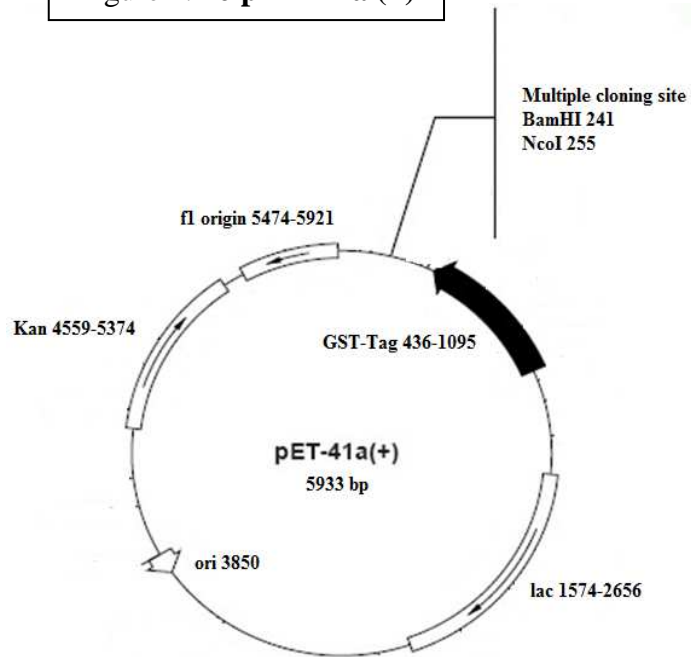 Multiple cloning site
BamHI 241
NcoI 255
f1 origin 5474-5921
Kan 4559-5374
GST-Tag 436-1095
pET-41a(+)
5933 bp
ori 3850
lac 1574-2656